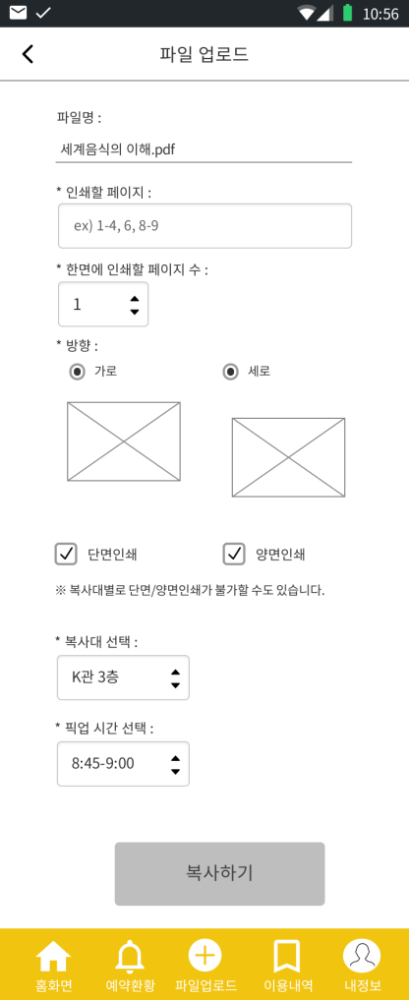 10:56
파일 업로드
파일명 :
세계음식의 이해.pdf
* 인쇄할 페이지 :
ex) 1-4, 6, 8-9
* 한면에 인쇄할 페이지 수 :
1
* 방향 :
가로 세로
단면인쇄 양면인쇄
※ 복사대별로 단면/양면인쇄가 불가할 수도 있습니다.
* 복사대 선택 :
K관 3층
* 픽업 시간 선택 :
8:45-9:00
복사하기
홈화면 예약환황 파일업로드 이용내역 내정보